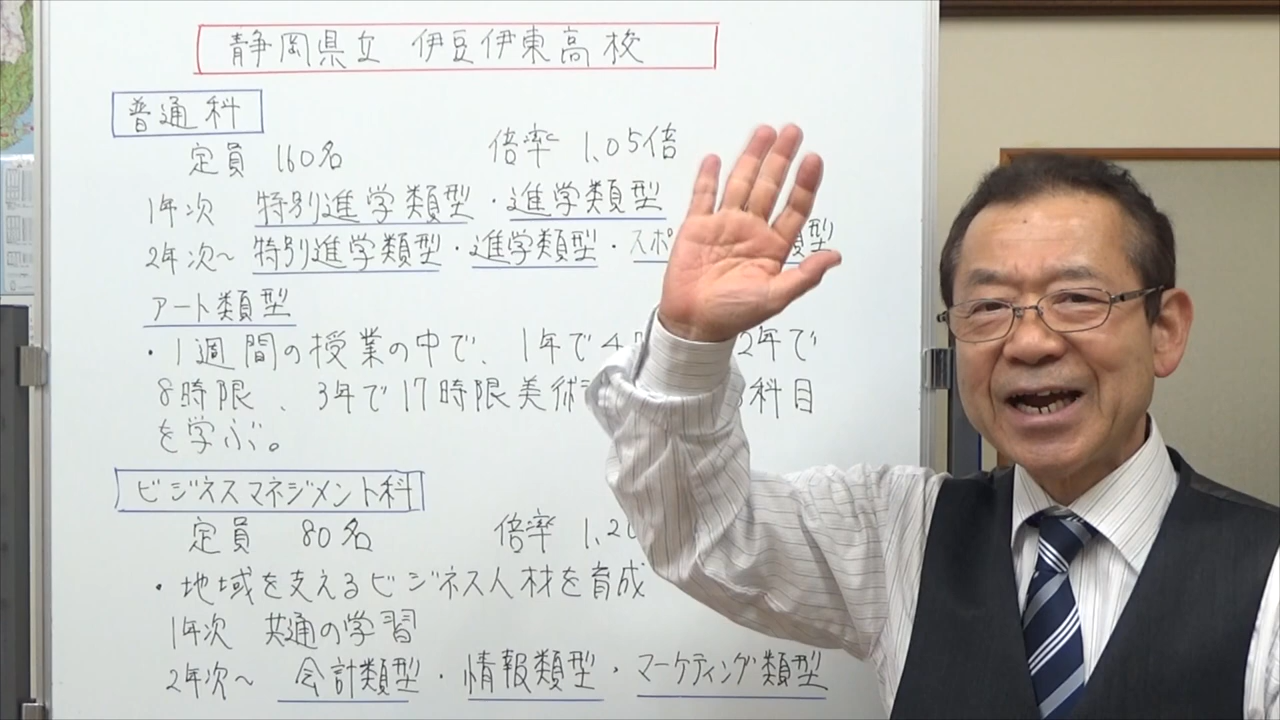 静岡県立 伊豆伊東高校
普通科
定員 160名 倍率 1.05倍
1年次 特別進学類型・進学類型
2年次～ 特別進学類型・進学類型・スポ 類型
アート類型
・1週間の授業の中で、1年で4 2年で
8時限、3年で17時限美術 科目
を学ぶ。
ビジネスマネジメント科
定員 80名 倍率 1.20
・地域を支えるビジネス人材を育成
1年次 共通の学習
2年次～ 会計類型・情報類型・マーケティング類型